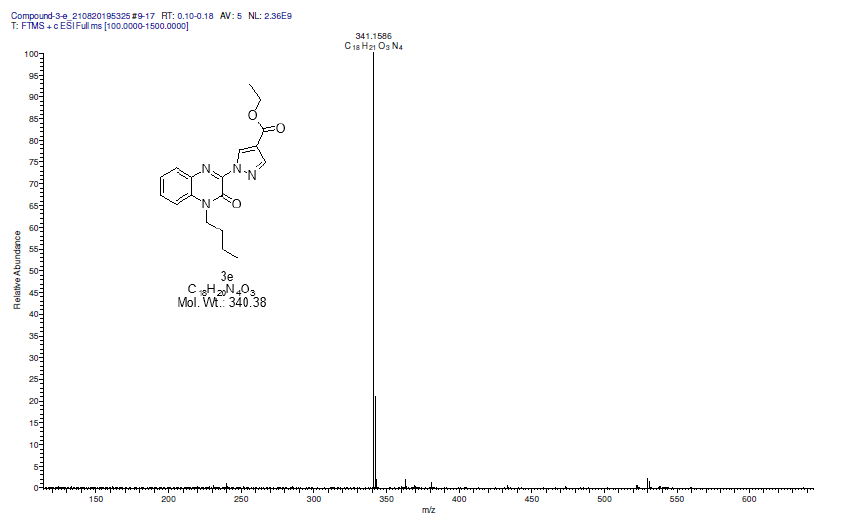 Compound-3-e_210820195325 #9-17 RT: 0.10-0.18 AV: 5 NL: 2.36E9
T: FTMS + c ESI Full ms [100.0000-1500.0000]
341.1586
C18 H21 O3 N4
100
95
90
85
80
75
70
65
60
55
50
45
40
35
30
25
20
15
10
5
0
Relative Abundance
O
O
N
N
N
N
O
3e
C18H20N4O3
Mol. Wt.: 340.38
150
200
250
300
350
400
450
500
550
600
m/z